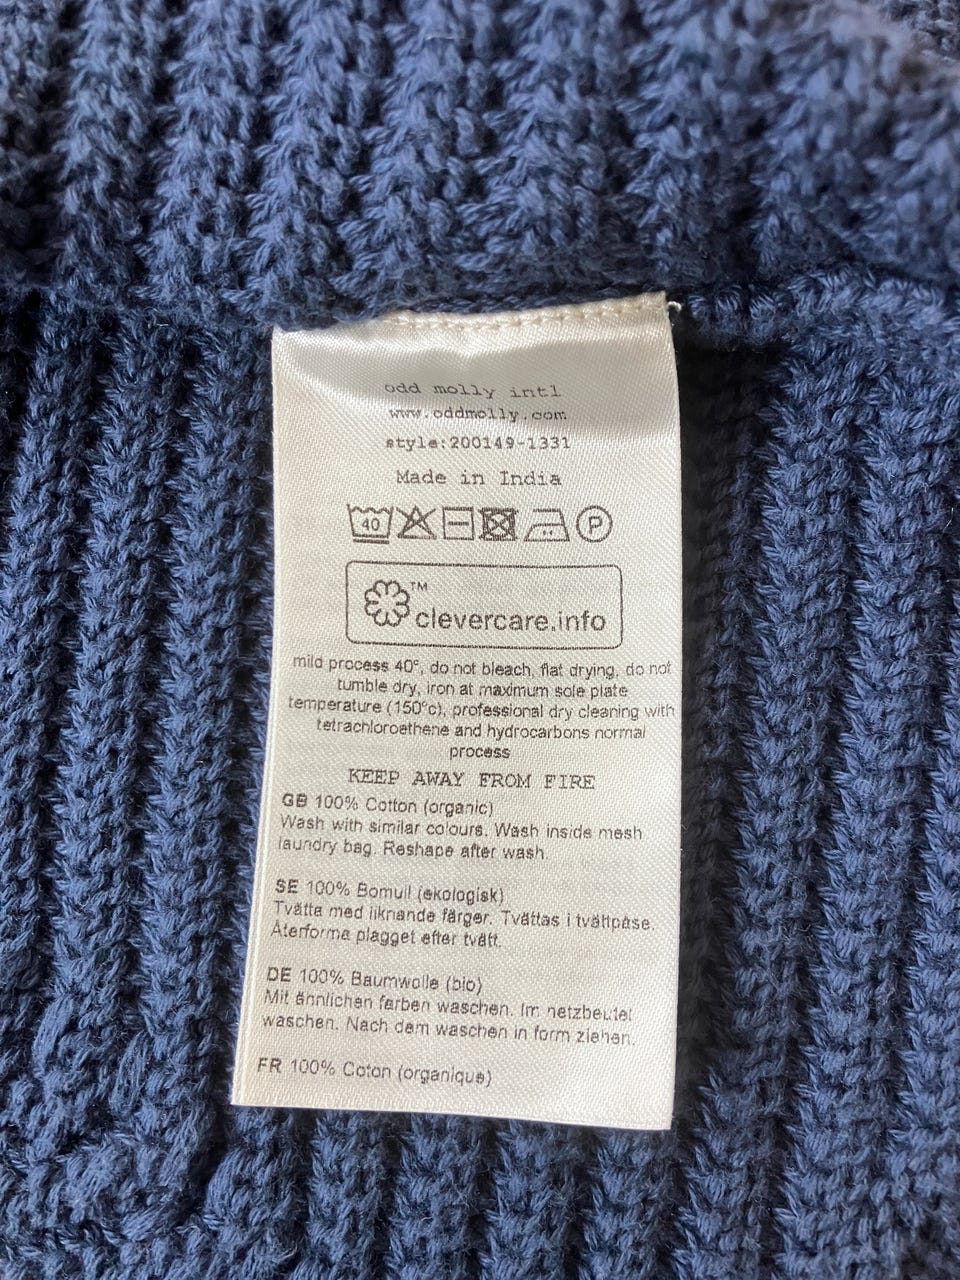 odd molly intl
www.oddmolly.com
style:200149-1331
Made in India
40 P
™
clevercare.info
mild process 40°, do not bleach, flat drying, do not
tumble dry, iron at maximum sole plate
temperature (150°c), professional dry cleaning with
tetrachloroethene and hydrocarbons normal
process
KEEP AWAY FROM FIRE
GB 100% Cotton (organic)
Wash with similar colours. Wash inside mesh
laundry bag. Reshape after wash.
SE 100% Bomull (ekologisk)
Tvätta med liknande färger. Tvättas i tvättpåse.
Återforma plagget efter tvätt.
DE 100% Baumwolle (bio)
Mit ännlichen farben waschen. Im netzbeutel
waschen. Nach dem waschen in form ziehen.
FR 100% Coton (organique)